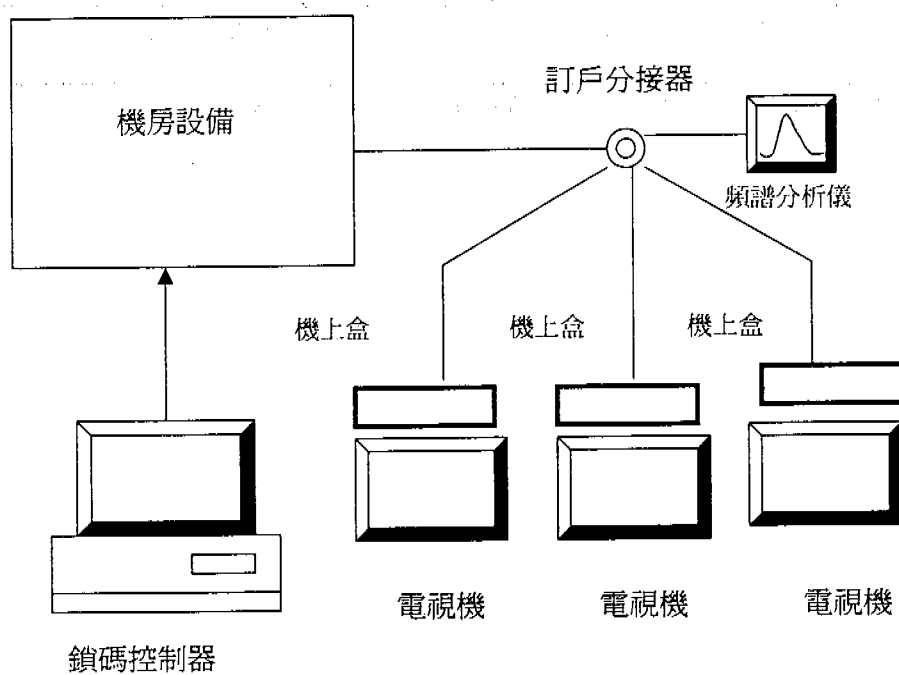 訂戶分接器
機房設備
頻譜分析儀
機上盒
機上盒
機上盒
電視機
電視機
電視機
鎖碼控制器